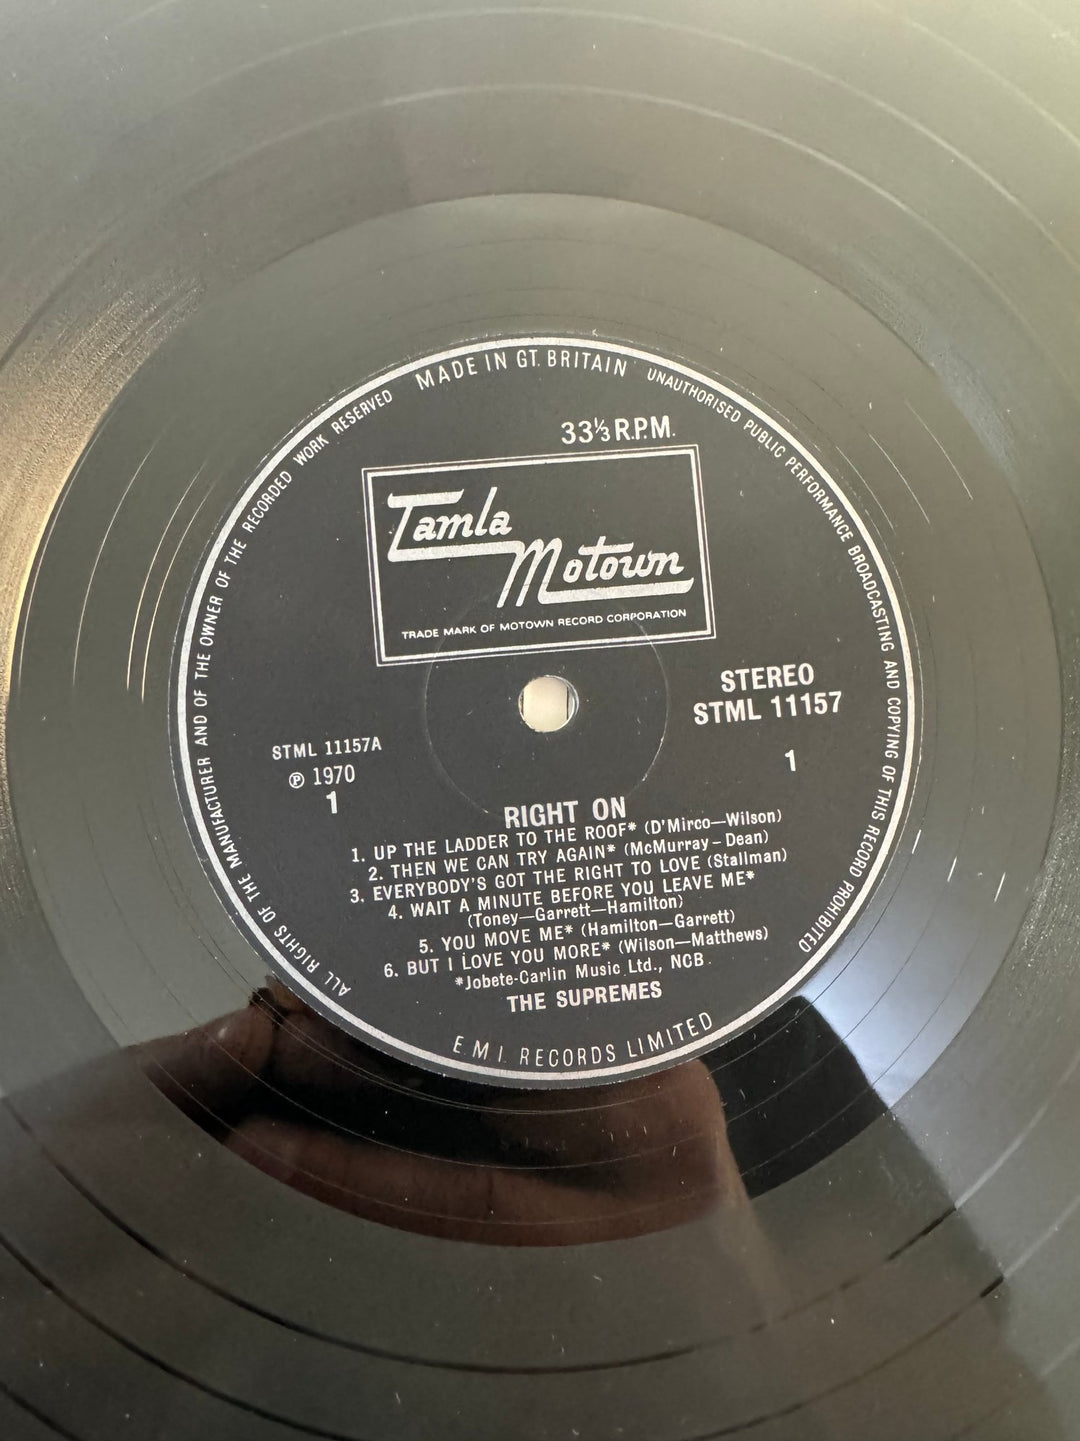 MADE IN GT. BRITAIN
UNAUTHORISED PUBLIC PERFORMANCE BROADCASTING AND COPYING OF THIS RECORD PROHIBITED
ALL RIGHTS OF THE MANUFACTURER AND OF THE OWNER OF THE RECORDED WORK RESERVED
33⅓ R.P.M.
Tamla
Motown
TRADE MARK OF MOTOWN RECORD CORPORATION
STEREO
STML 11157
1
STML 11157A
℗ 1970
1
RIGHT ON
1. UP THE LADDER TO THE ROOF* (D'Mirco—Wilson)
2. THEN WE CAN TRY AGAIN* (McMurray–Dean)
3. EVERYBODY'S GOT THE RIGHT TO LOVE (Stallman)
4. WAIT A MINUTE BEFORE YOU LEAVE ME*
(Toney—Garrett—Hamilton)
5. YOU MOVE ME* (Hamilton—Garrett)
6. BUT I LOVE YOU MORE* (Wilson—Matthews)
*Jobete-Carlin Music Ltd., NCB.
THE SUPREMES
E.M.I. RECORDS LIMITED